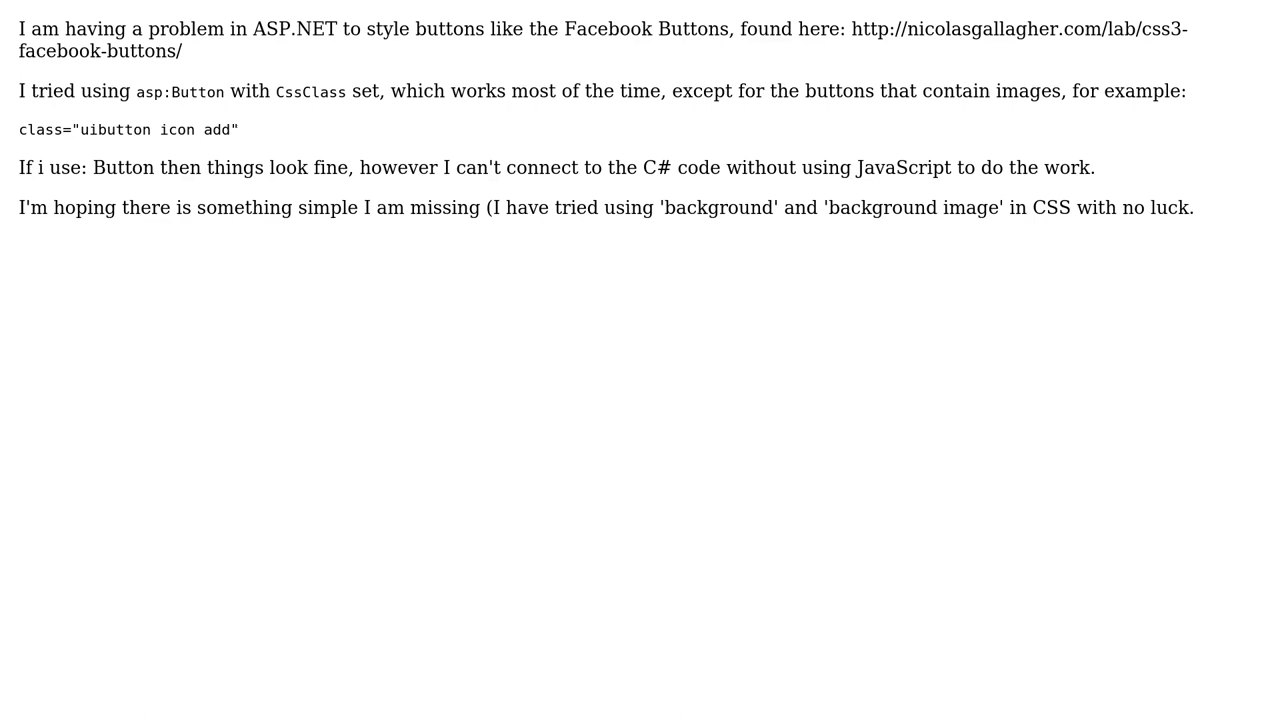 I am having a problem in ASP.NET to style buttons like the Facebook Buttons, found here: http://nicolasgallagher.com/lab/css3-
facebook-buttons/
I tried using asp:Button with CssClass set, which works most of the time, except for the buttons that contain images, for example:
class="uibutton icon add"
If i use: Button then things look fine, however I can't connect to the C# code without using JavaScript to do the work.
I'm hoping there is something simple I am missing (I have tried using 'background' and 'background image' in CSS with no luck.